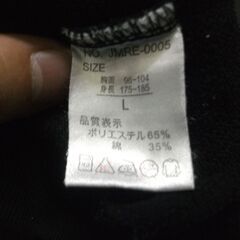 NO. JMRE-0005
SIZE
胸囲 96-104
身長 175-185
L
品質表示
ポリエステル 65%
綿 35%